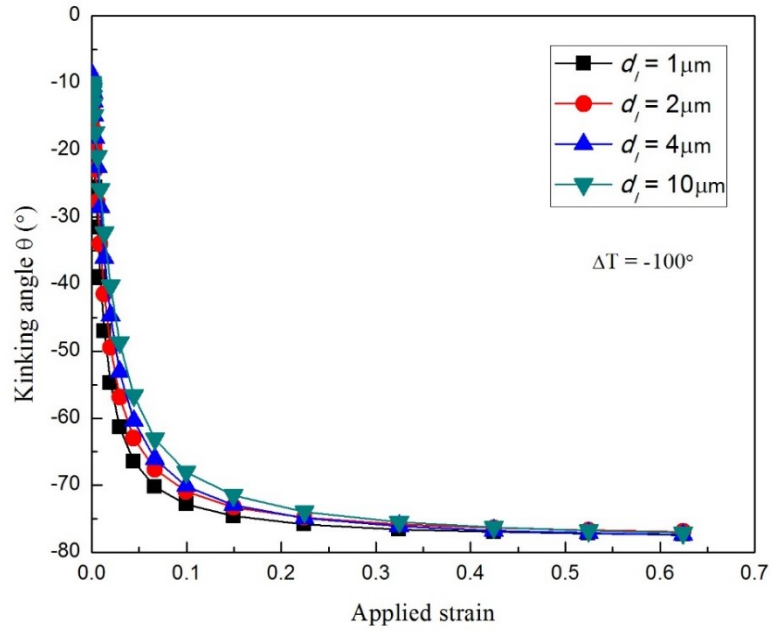 0
-10
-20
-30
-40
-50
-60
-70
-80
Kinking angle θ (°)
d_l = 1μm
d_l = 2μm
d_l = 4μm
d_l = 10μm
ΔT = -100°
0.0 0.1 0.2 0.3 0.4 0.5 0.6 0.7
Applied strain